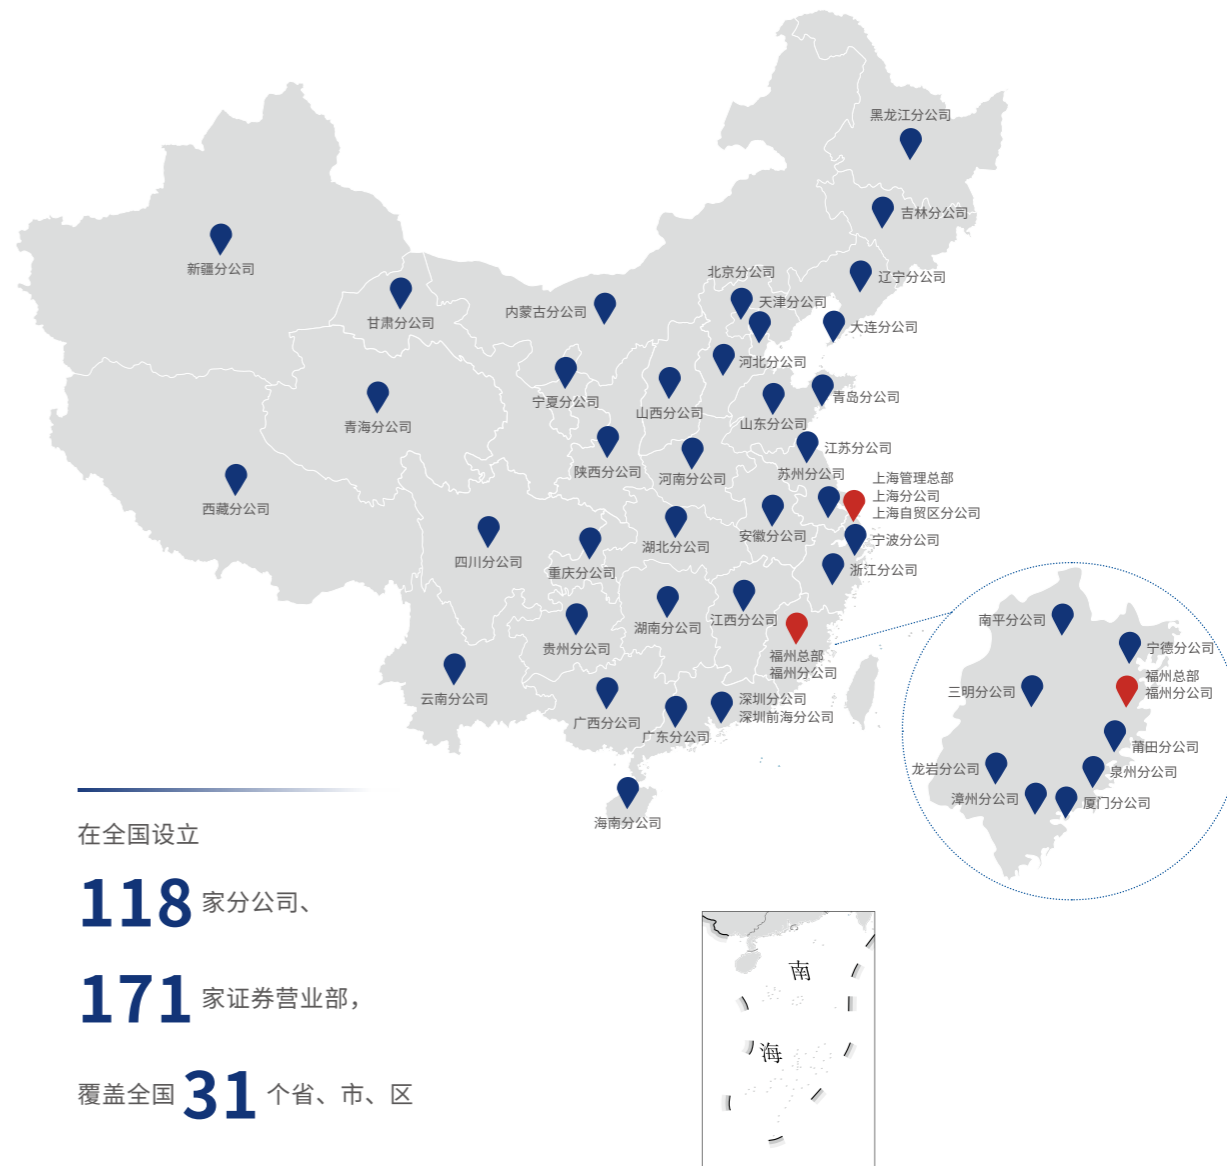 黑龙江分公司
吉林分公司
新疆分公司
北京分公司
辽宁分公司
天津分公司
内蒙古分公司
甘肃分公司
大连分公司
河北分公司
宁夏分公司
青岛分公司
山西分公司
山东分公司
青海分公司
江苏分公司
陕西分公司
河南分公司
苏州分公司
上海管理总部
上海分公司
上海自贸区分公司
西藏分公司
安徽分公司
宁波分公司
湖北分公司
四川分公司
重庆分公司
浙江分公司
湖南分公司
江西分公司
贵州分公司
福州总部
福州分公司
云南分公司
深圳分公司
深圳前海分公司
广西分公司
广东分公司
海南分公司
南平分公司
宁德分公司
福州总部
福州分公司
三明分公司
莆田分公司
龙岩分公司
泉州分公司
漳州分公司
厦门分公司
在全国设立
118 家分公司、
171 家证券营业部，
覆盖全国 31 个省、市、区
南
海